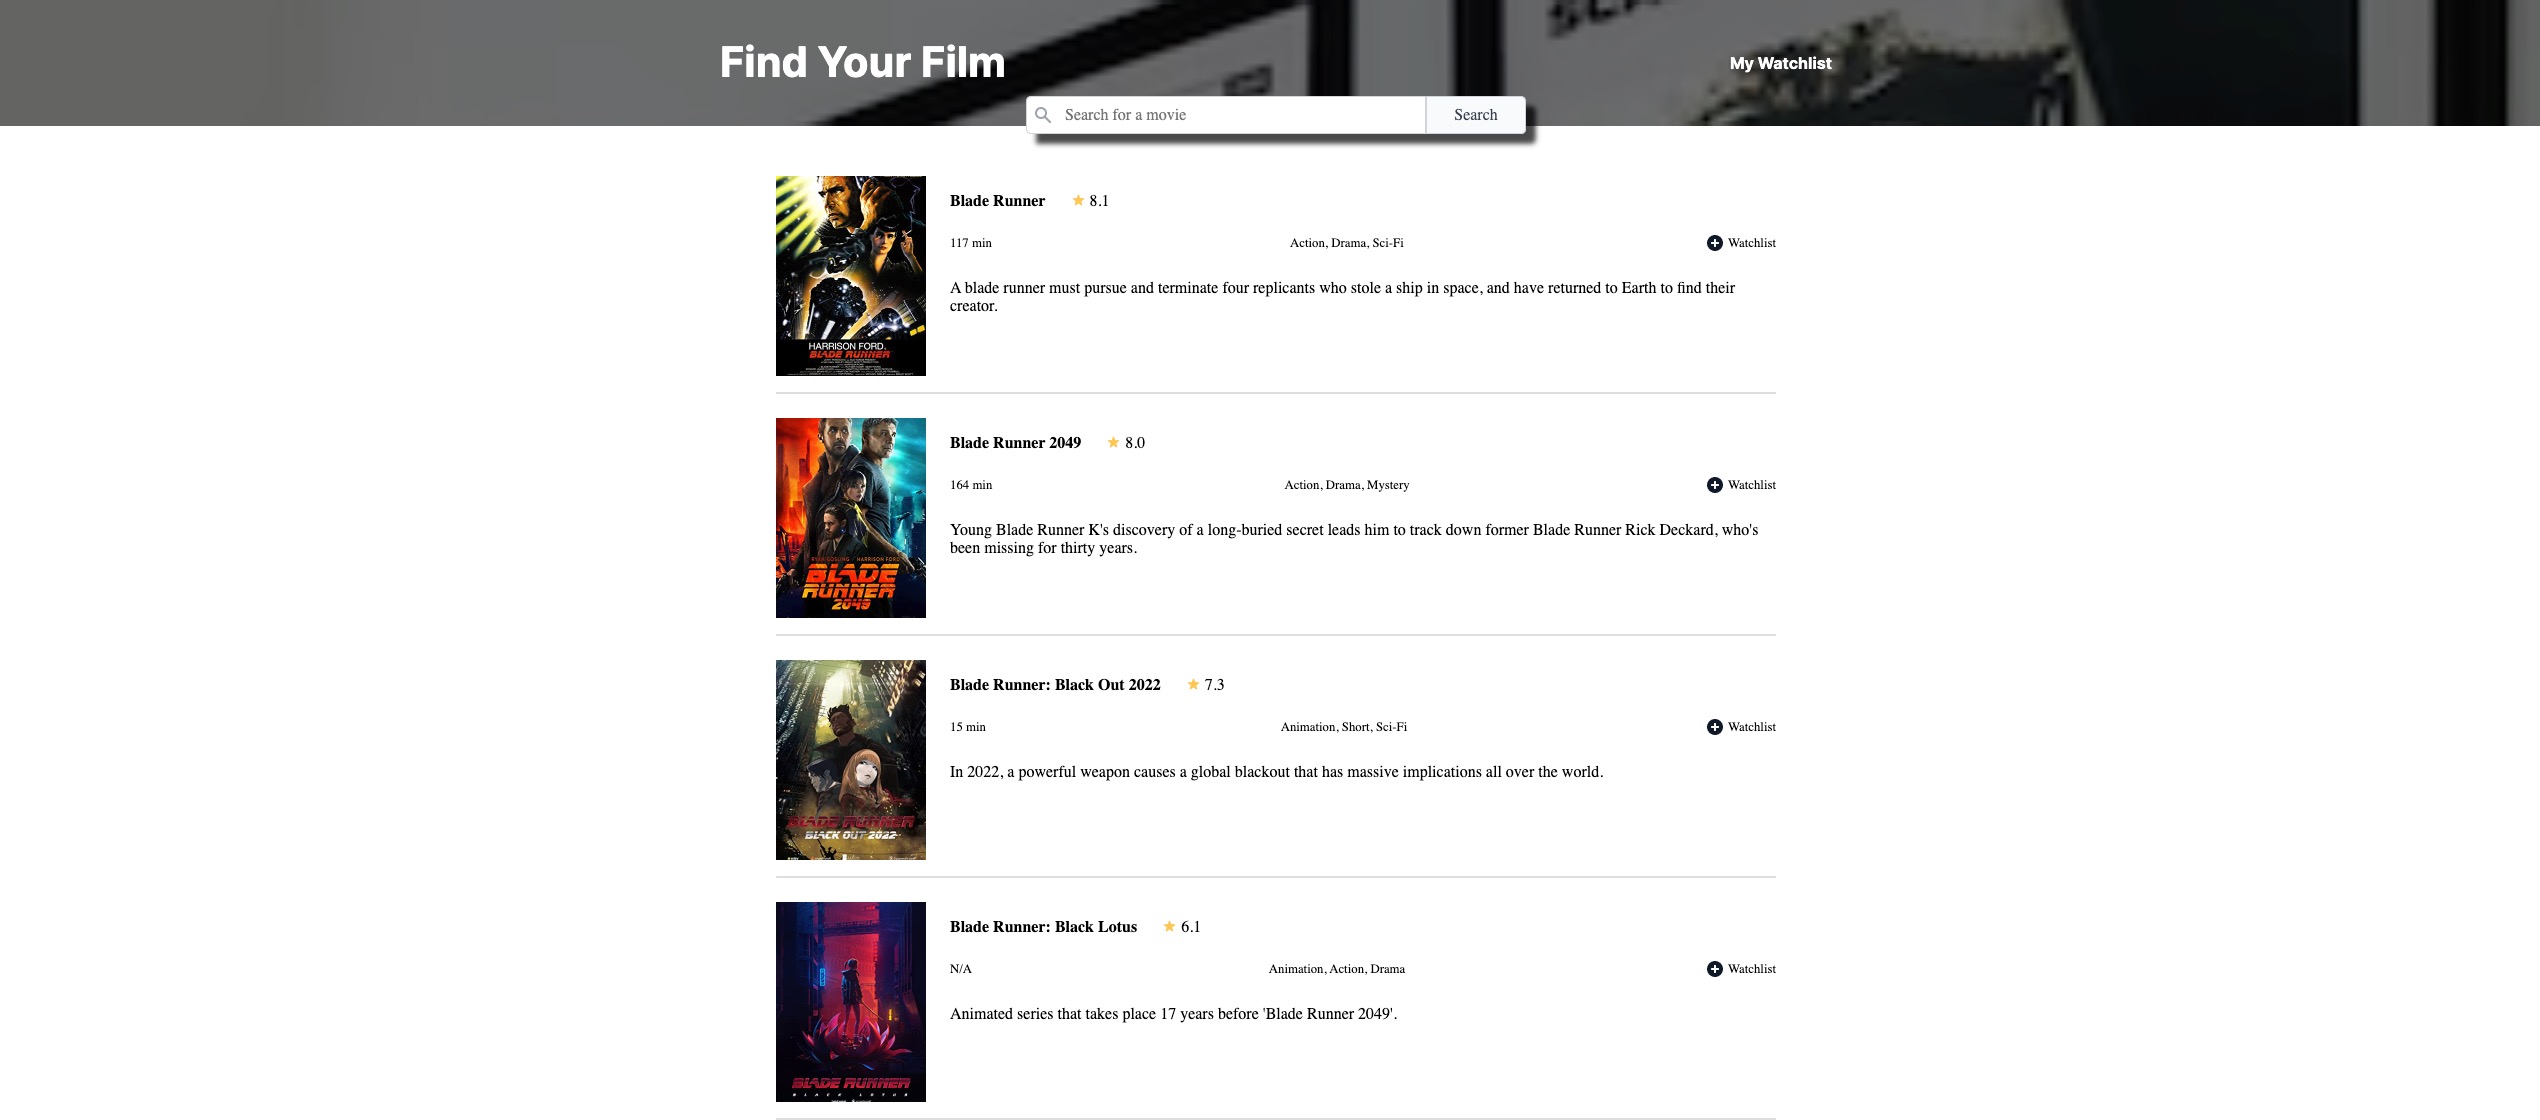 Find Your Film
My Watchlist
Search for a movie
Search
Blade Runner 8.1
117 min
Action, Drama, Sci-Fi
Watchlist
A blade runner must pursue and terminate four replicants who stole a ship in space, and have returned to Earth to find their
creator.
HARRISON FORD.
BLADE RUNNER
Blade Runner 2049 8.0
164 min
Action, Drama, Mystery
Watchlist
Young Blade Runner K's discovery of a long-buried secret leads him to track down former Blade Runner Rick Deckard, who's
been missing for thirty years.
RYAN GOSLING HARRISON FORD
BLADE
RUNNER
2049
Blade Runner: Black Out 2022 7.3
15 min
Animation, Short, Sci-Fi
Watchlist
In 2022, a powerful weapon causes a global blackout that has massive implications all over the world.
BLADE RUNNER
BLACK OUT 2022
Blade Runner: Black Lotus 6.1
N/A
Animation, Action, Drama
Watchlist
Animated series that takes place 17 years before 'Blade Runner 2049'.
BLADE RUNNER
BLACK LOTUS